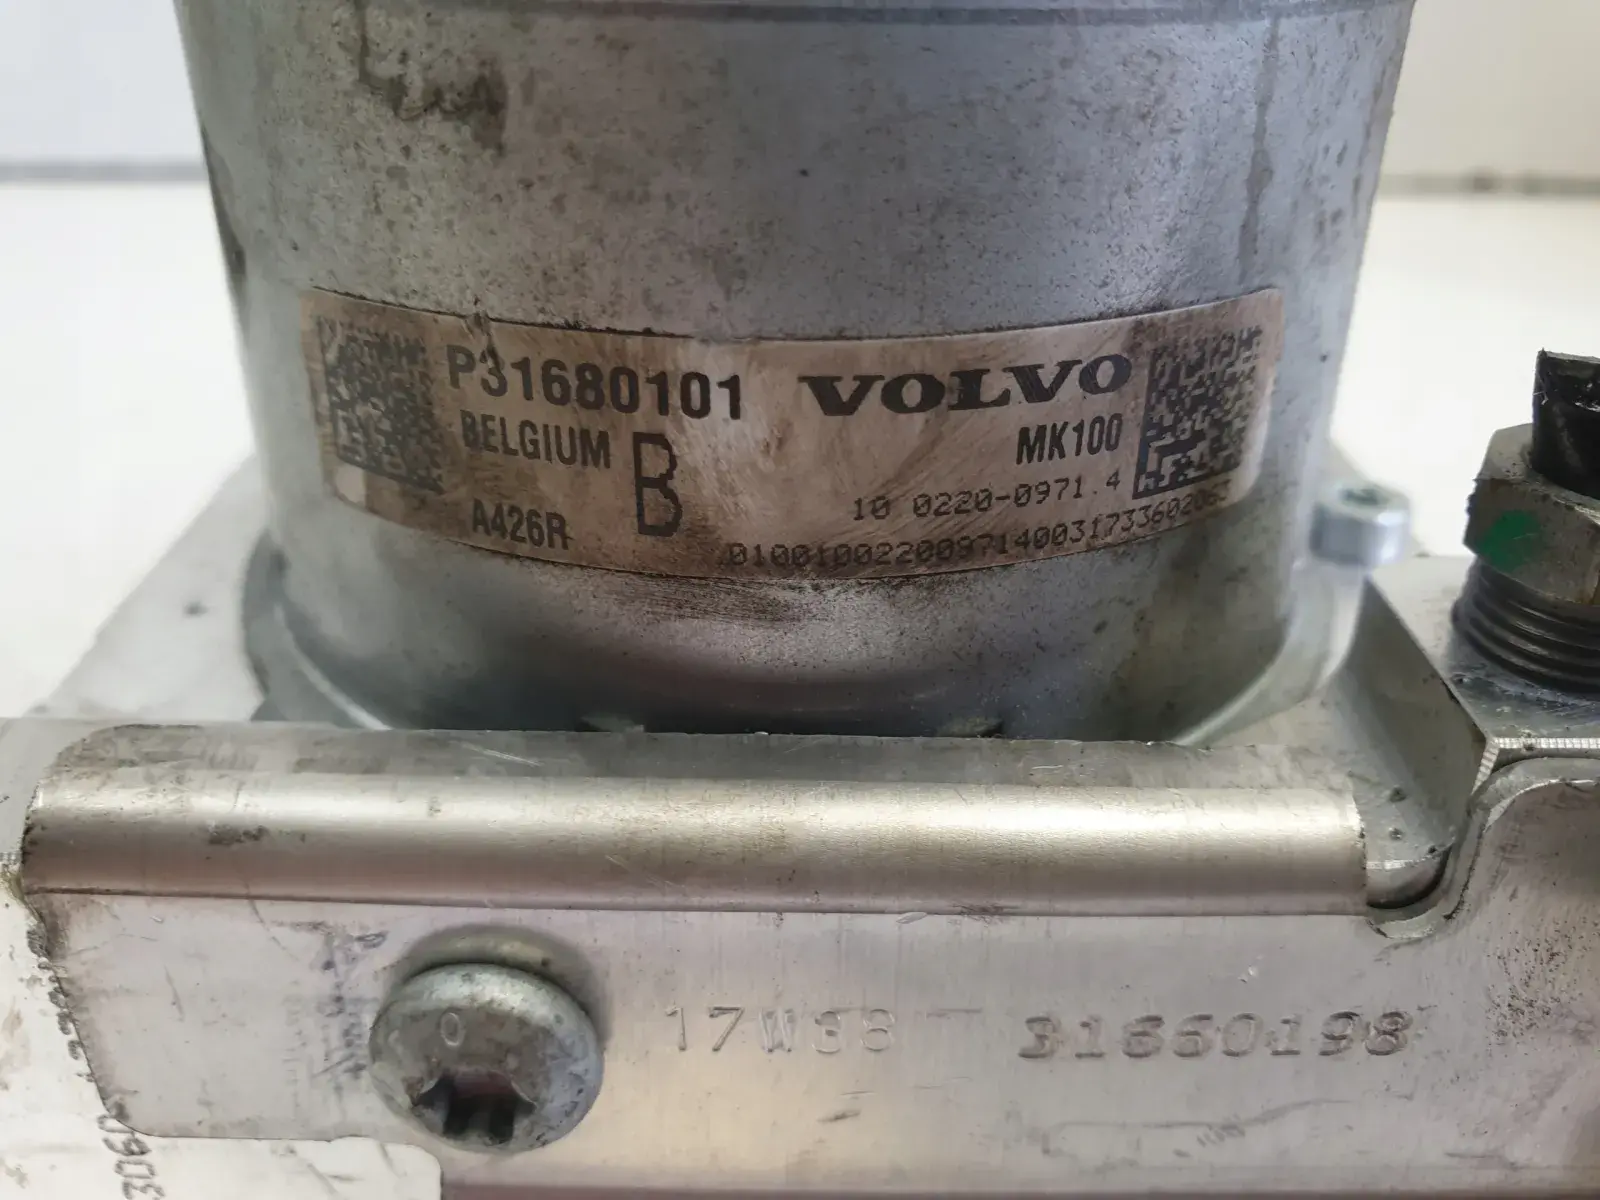 P31680101 VOLVO
BELGIUM B MK100
A426R 10 0220-0971.4
17W38 31660198